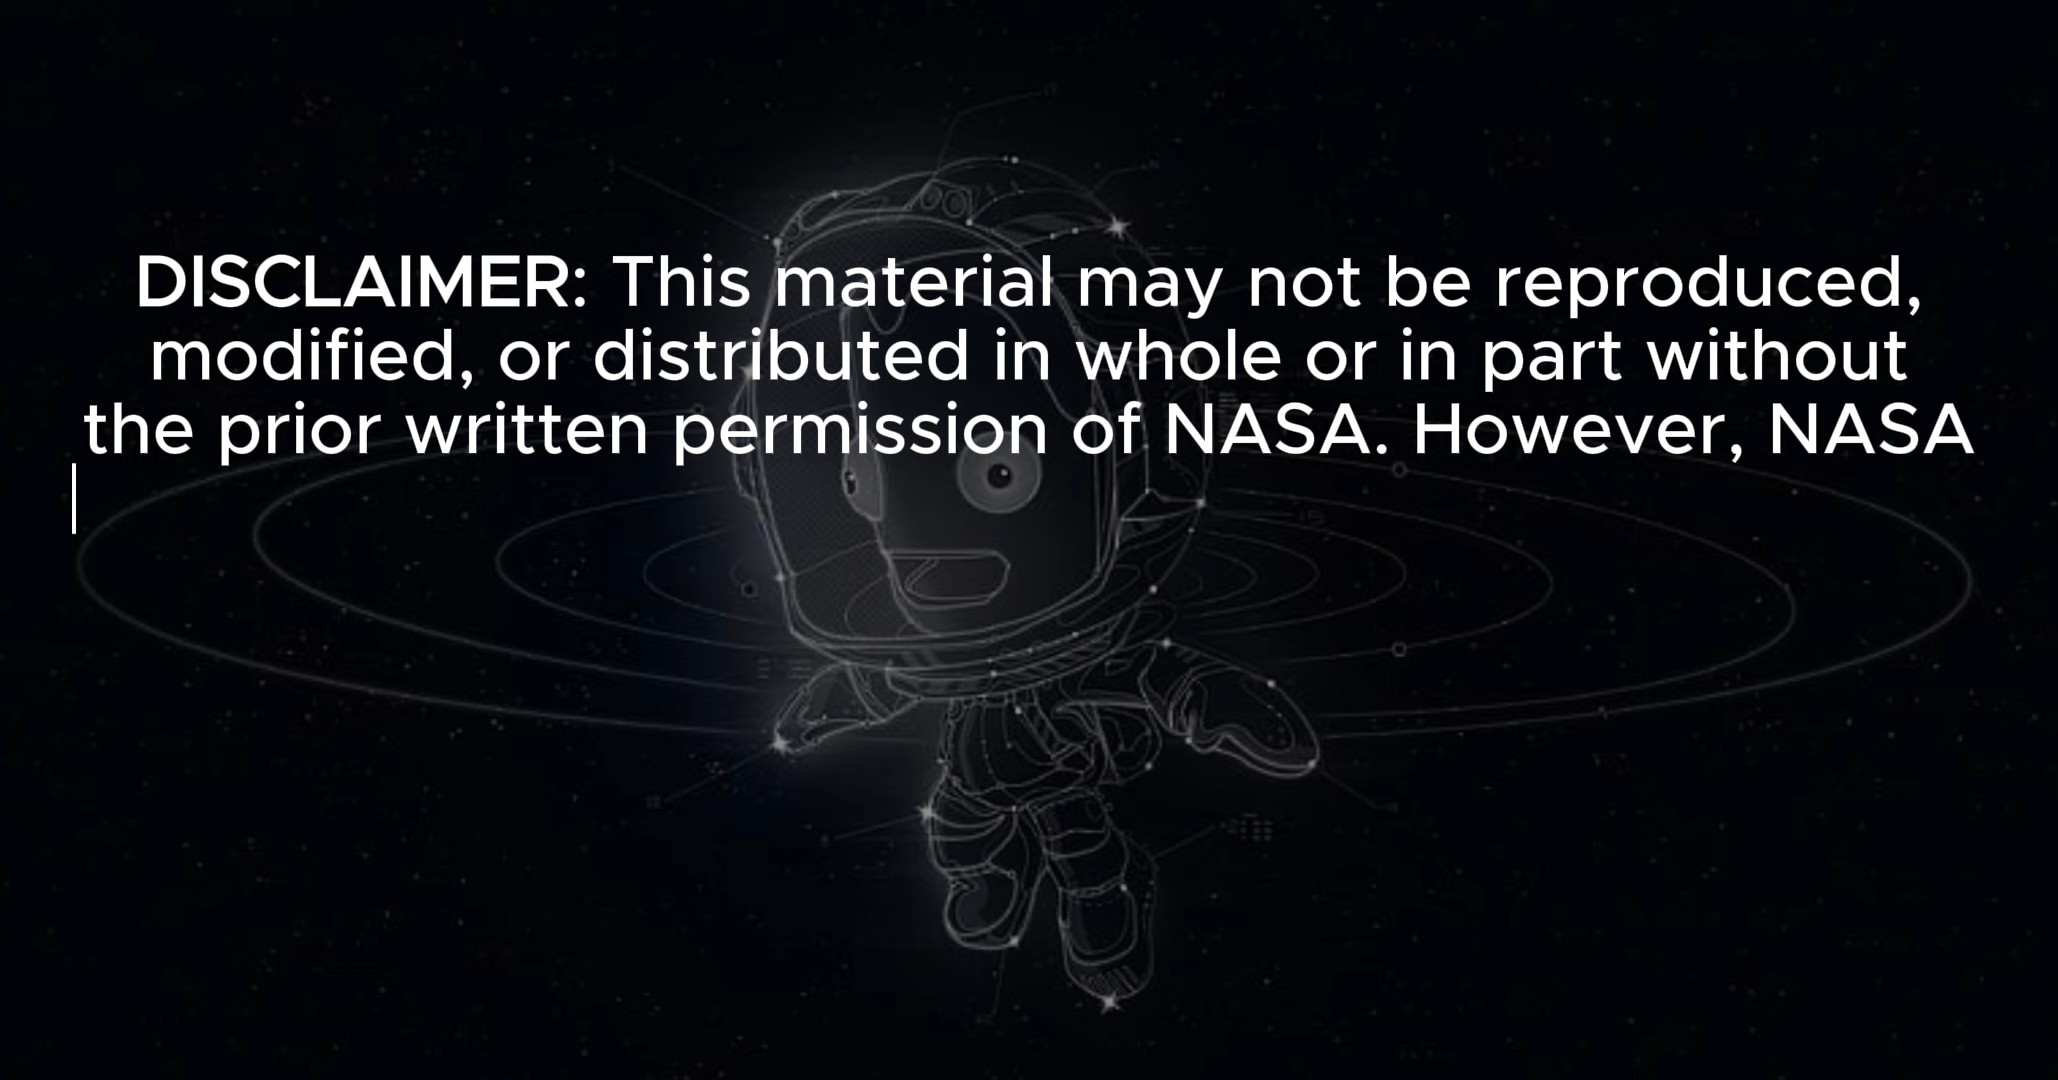 DISCLAIMER: This material may not be reproduced,
modified, or distributed in whole or in part without
the prior written permission of NASA. However, NASA